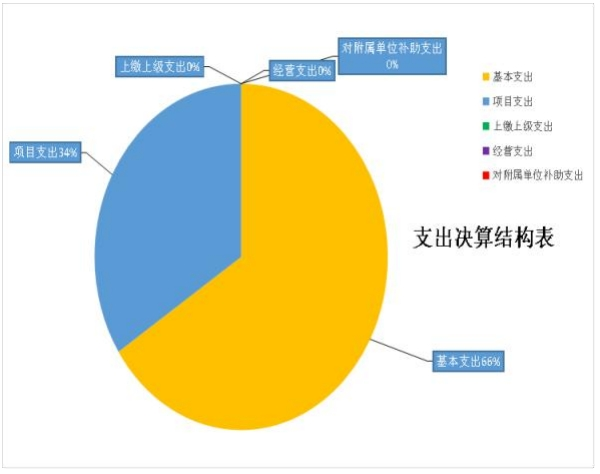 上缴上级支出0%
经营支出0%
对附属单位补助支出
0%
基本支出
项目支出
上缴上级支出
经营支出
对附属单位补助支出
项目支出34%
支出决算结构表
基本支出66%